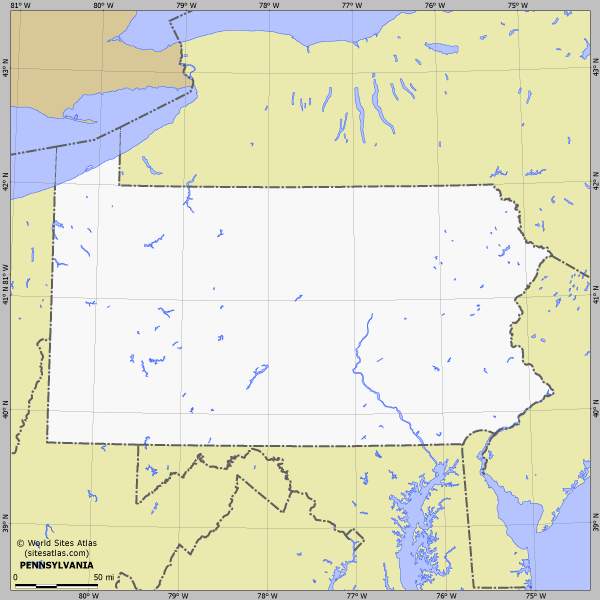 81° W 80° W 79° W 78° W 77° W 76° W 75° W
43° N 43° N
42° N 42° N
81° W
41° N 41° N
40° N 40° N
39° N 39° N
© World Sites Atlas
(sitesatlas.com)
PENNSYLVANIA
0 50 mi
80° W 79° W 78° W 77° W 76° W 75° W